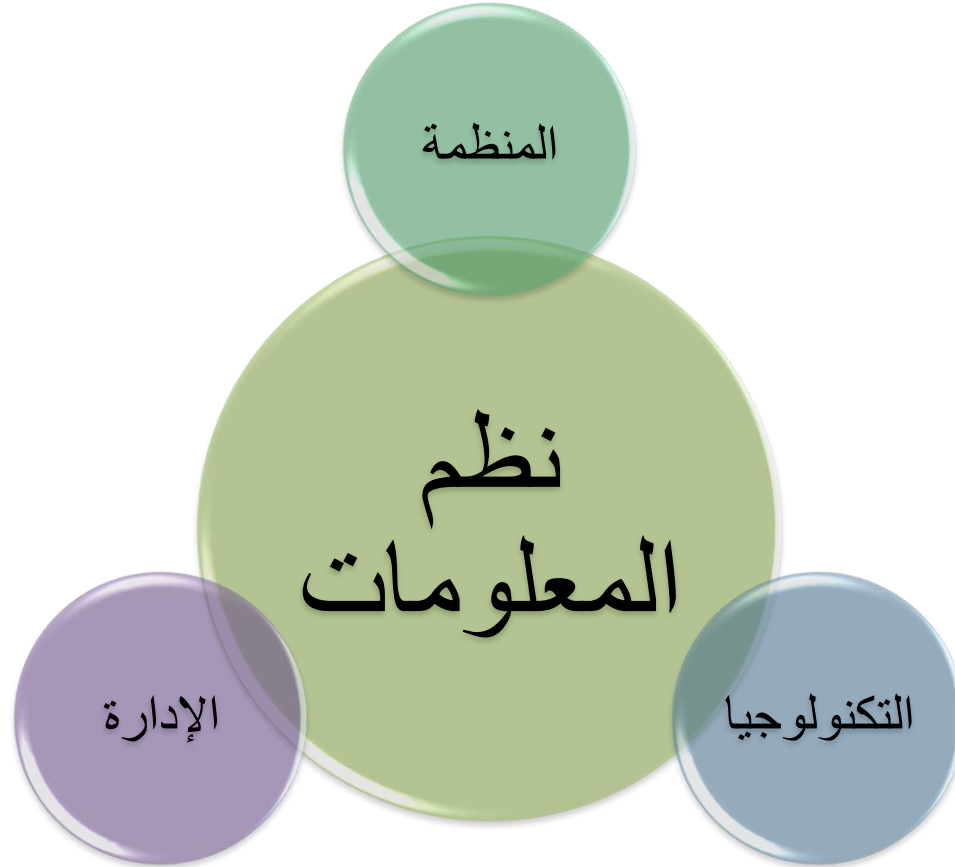 المنظمة
نظم
المعلومات
التكنولوجيا
الإدارة